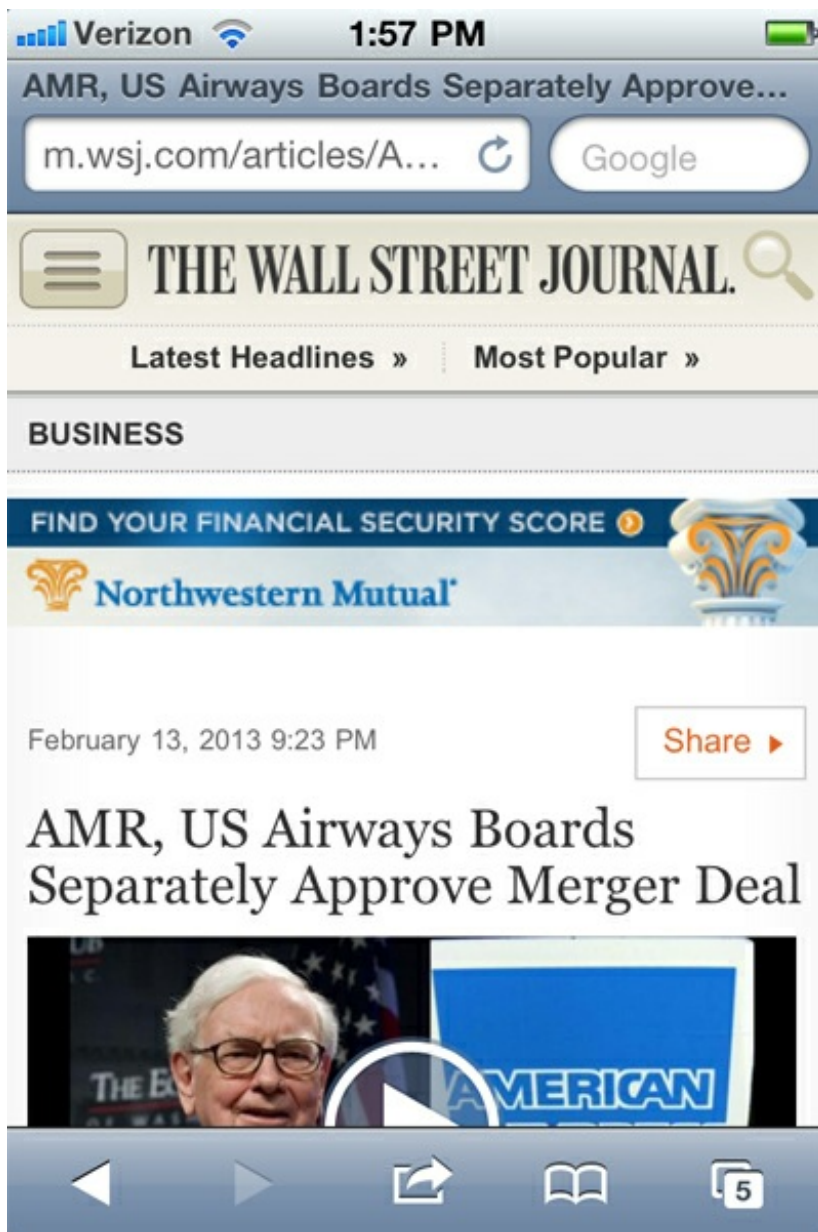 Verizon 1:57 PM
AMR, US Airways Boards Separately Approve...
m.wsj.com/articles/A... Google
THE WALL STREET JOURNAL.
Latest Headlines » Most Popular »
BUSINESS
FIND YOUR FINANCIAL SECURITY SCORE
Northwestern Mutual
February 13, 2013 9:23 PM
Share
AMR, US Airways Boards
Separately Approve Merger Deal
THE
AMERICAN
5